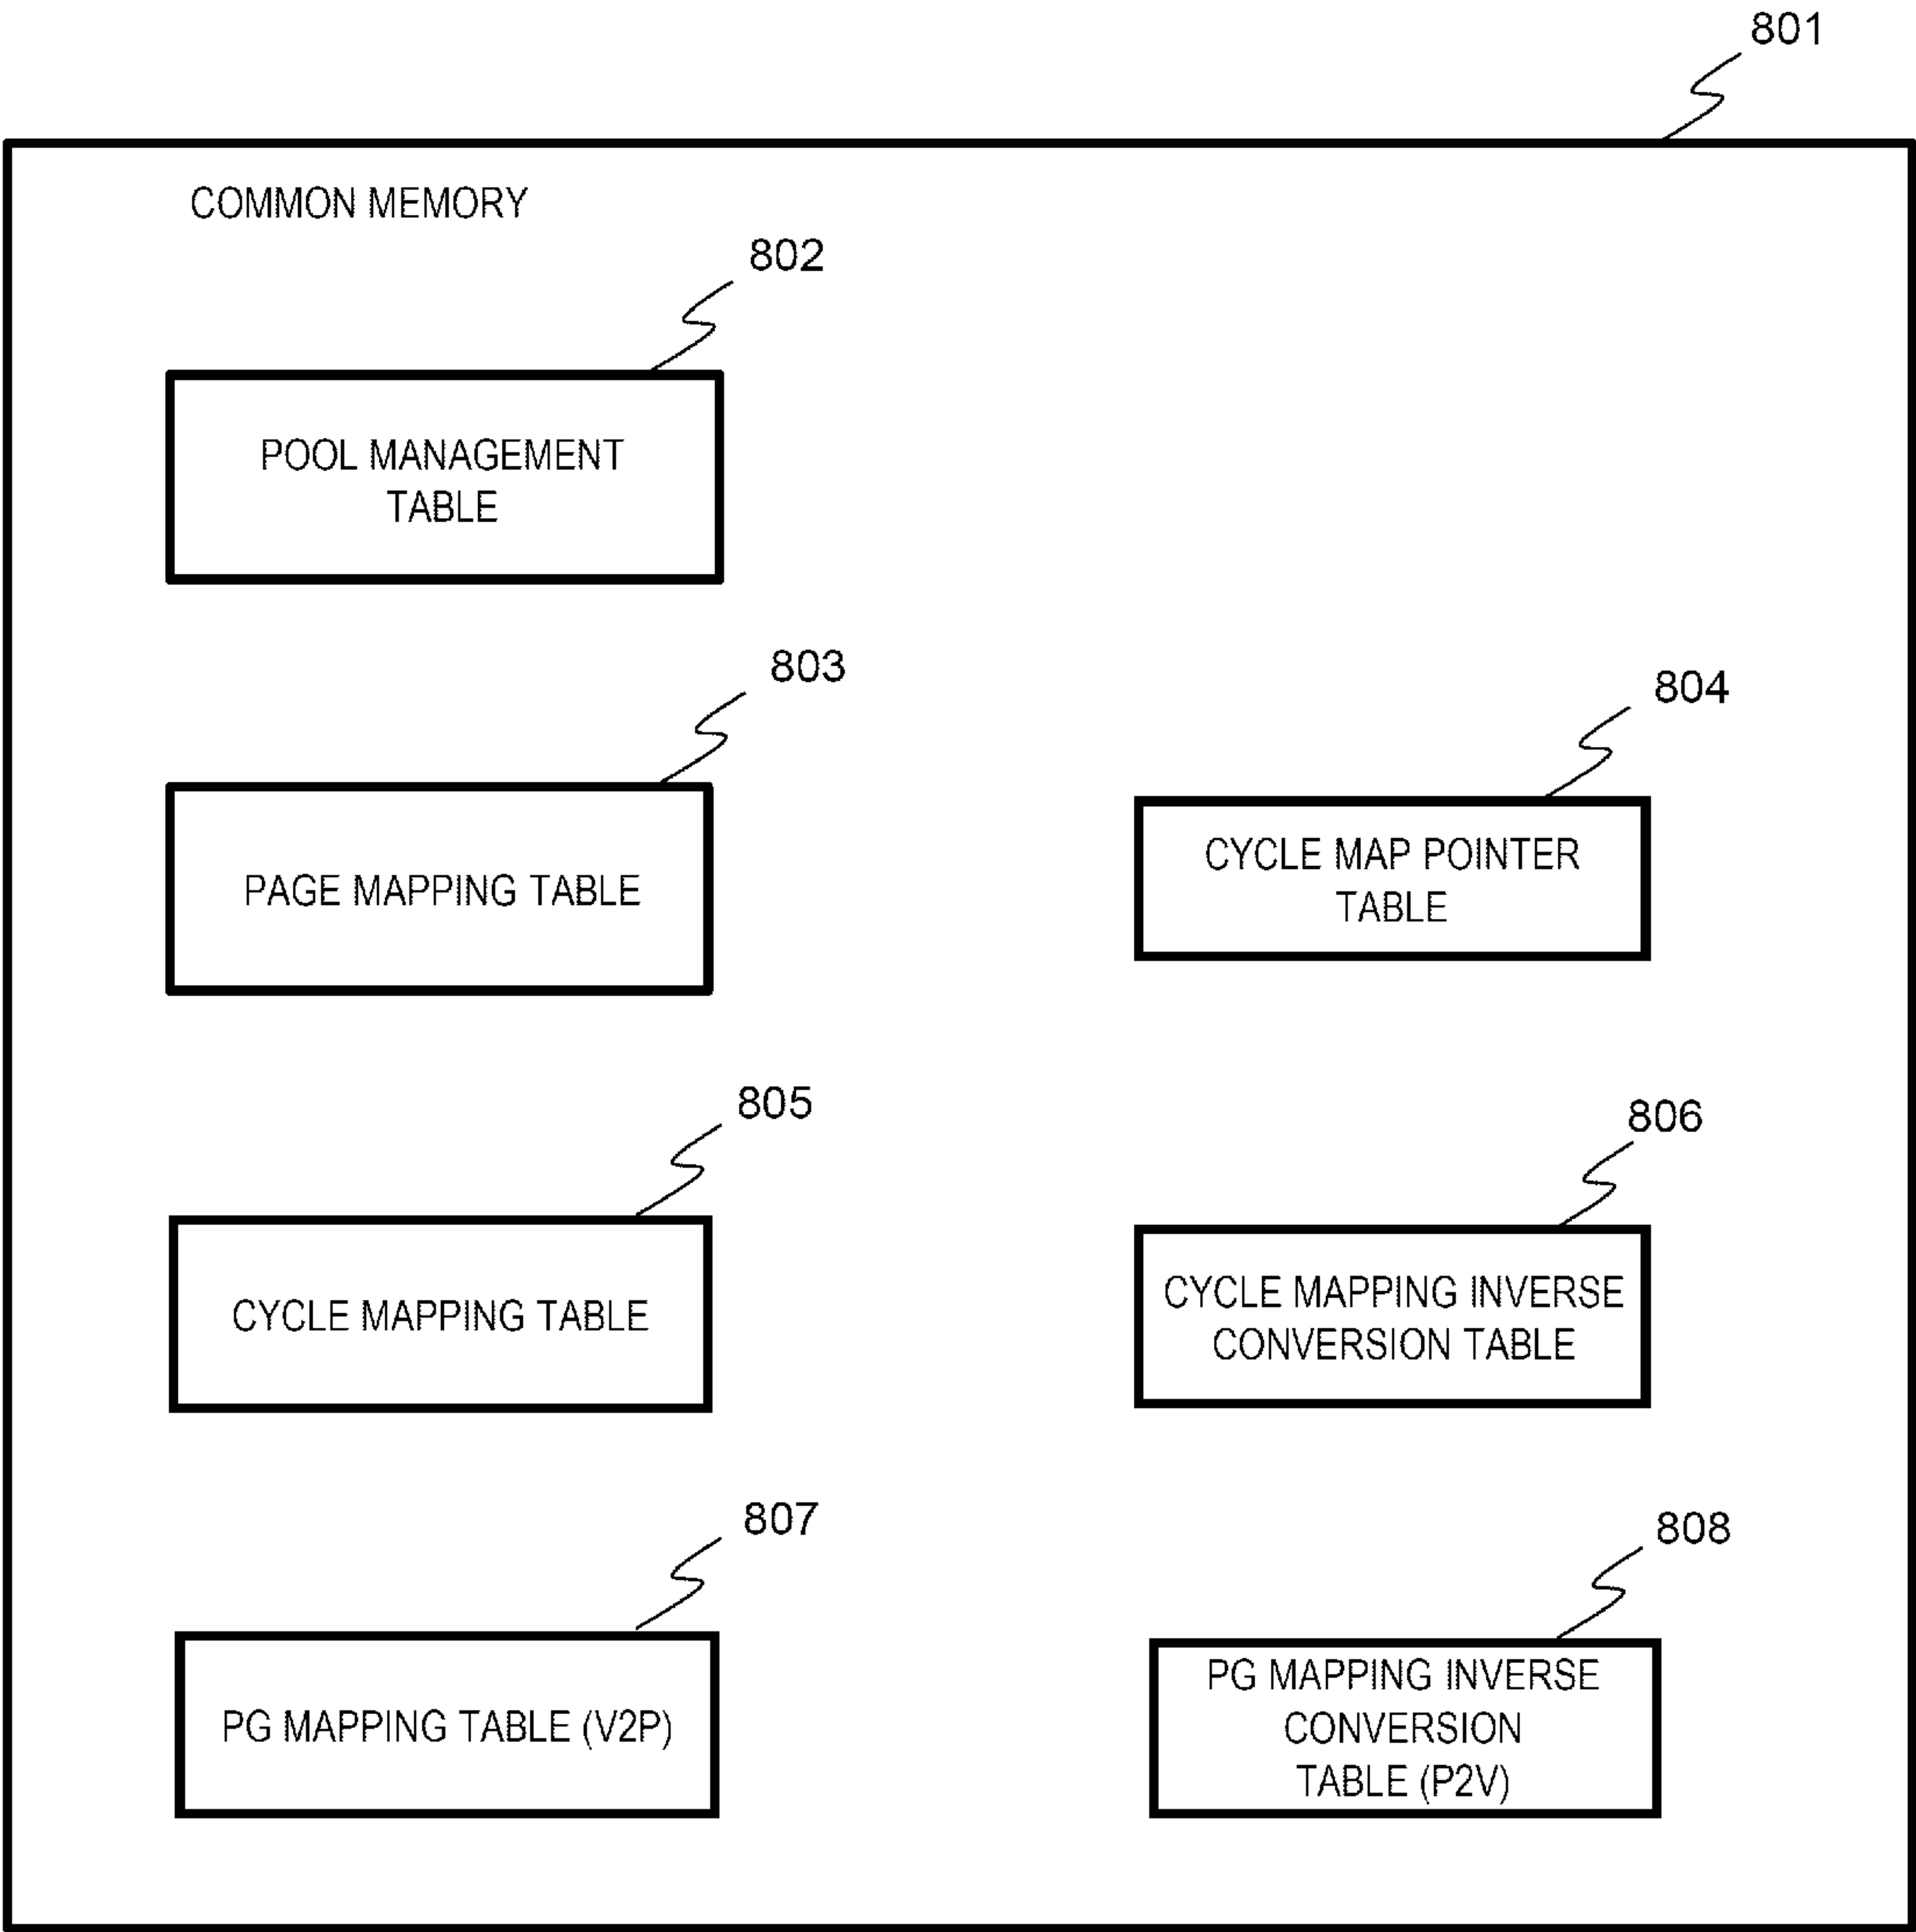 801
COMMON MEMORY
802
POOL MANAGEMENT
TABLE
803
PAGE MAPPING TABLE
804
CYCLE MAP POINTER
TABLE
805
CYCLE MAPPING TABLE
806
CYCLE MAPPING INVERSE
CONVERSION TABLE
807
PG MAPPING TABLE (V2P)
808
PG MAPPING INVERSE
CONVERSION
TABLE (P2V)